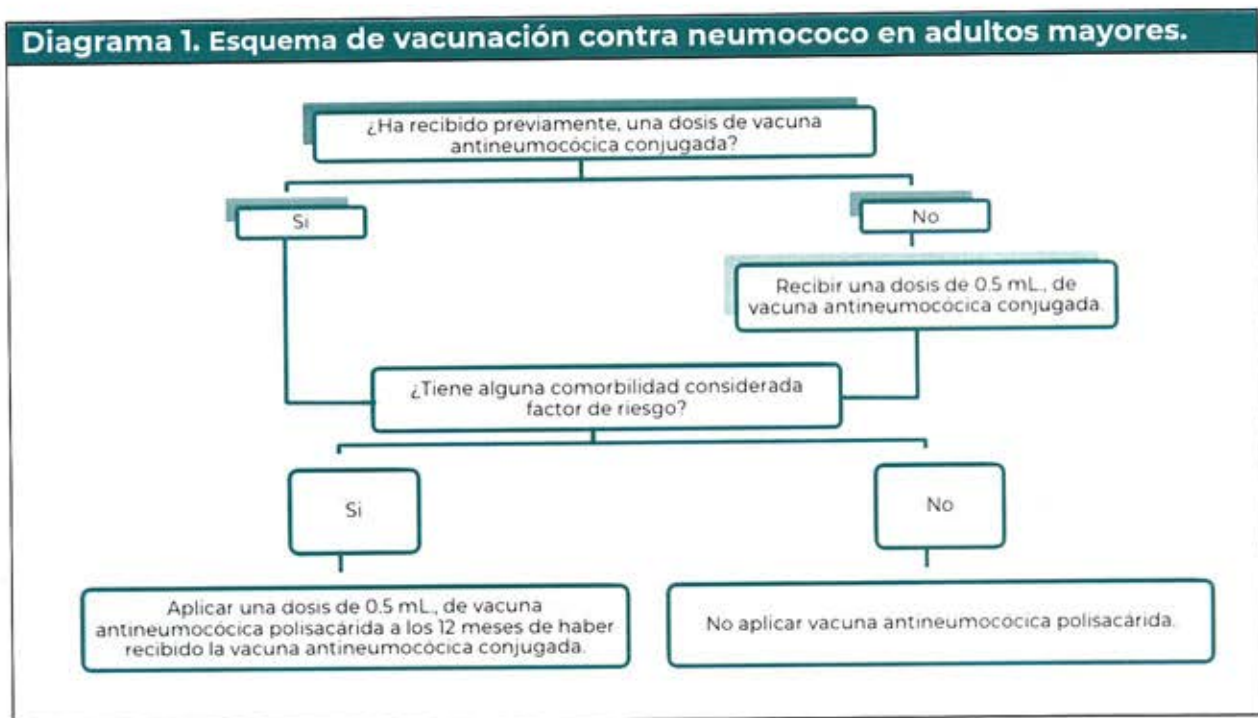 Diagrama 1. Esquema de vacunación contra neumococo en adultos mayores.
¿Ha recibido previamente, una dosis de vacuna
antineumocócica conjugada?
Si
No
Recibir una dosis de 0.5 mL., de
vacuna antineumocócica conjugada.
¿Tiene alguna comorbilidad considerada
factor de riesgo?
Si
No
Aplicar una dosis de 0.5 mL., de vacuna
antineumocócica polisacárida a los 12 meses de haber
recibido la vacuna antineumocócica conjugada.
No aplicar vacuna antineumocócica polisacárida.